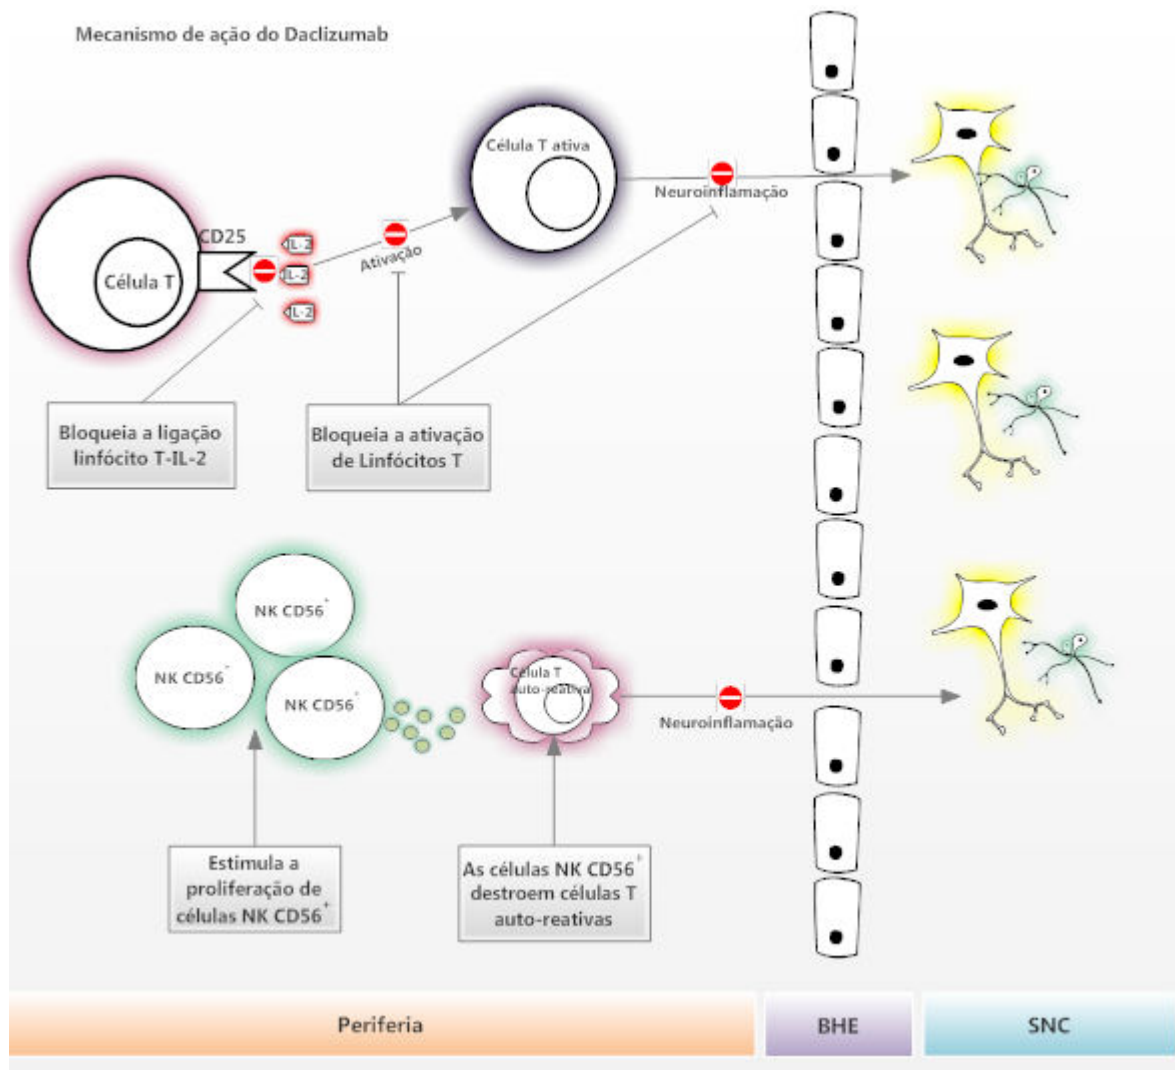 Mecanismo de ação do Daclizumab
Célula T ativa
Neuroinflamação
CD25
IL-2
IL-2
IL-2
Ativação
Célula T
Bloqueia a ligação
linfócito T-IL-2
Bloqueia a ativação
de Linfócitos T
NK CD56⁺
NK CD56⁺
NK CD56⁺
Célula T
auto-reativa
Neuroinflamação
Estimula a
proliferação de
células NK CD56⁺
As células NK CD56⁺
destroem células T
auto-reativas
Periferia
BHE
SNC